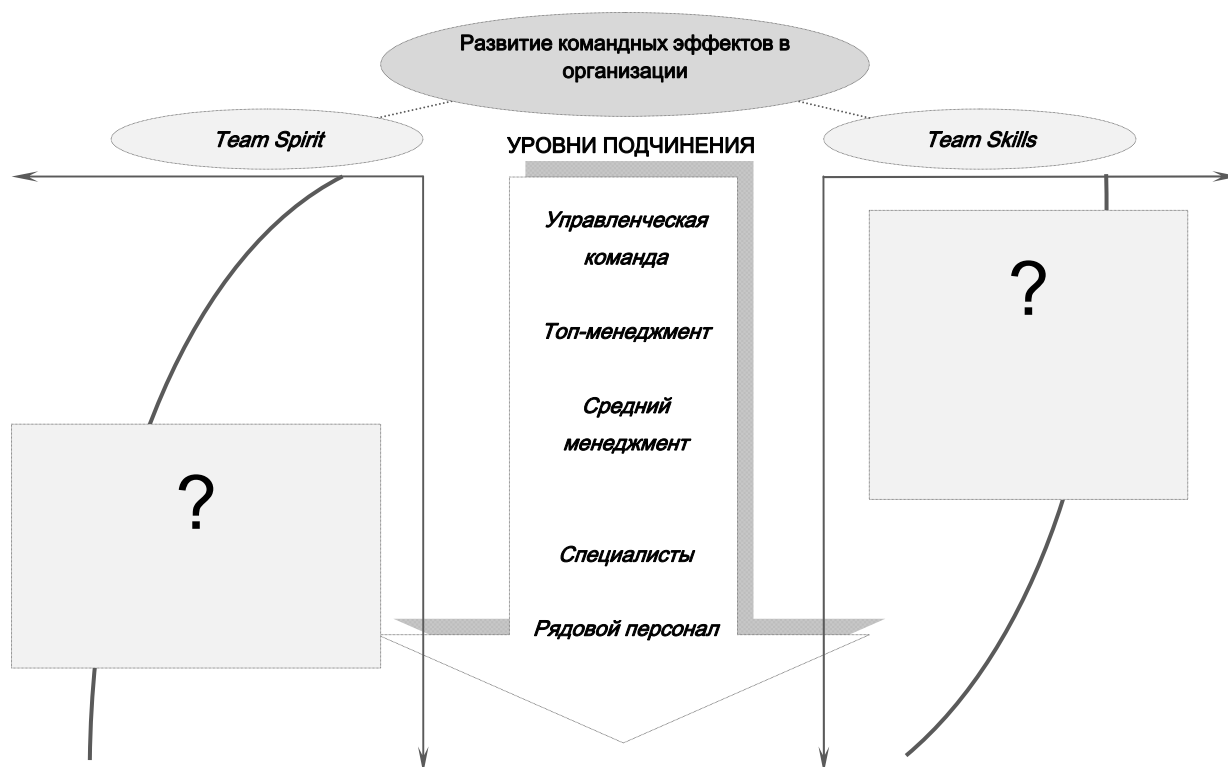 Развитие командных эффектов в
организации
Team Spirit
Team Skills
УРОВНИ ПОДЧИНЕНИЯ
Управленческая
команда
?
Топ-менеджмент
Средний
менеджмент
?
Специалисты
Рядовой персонал